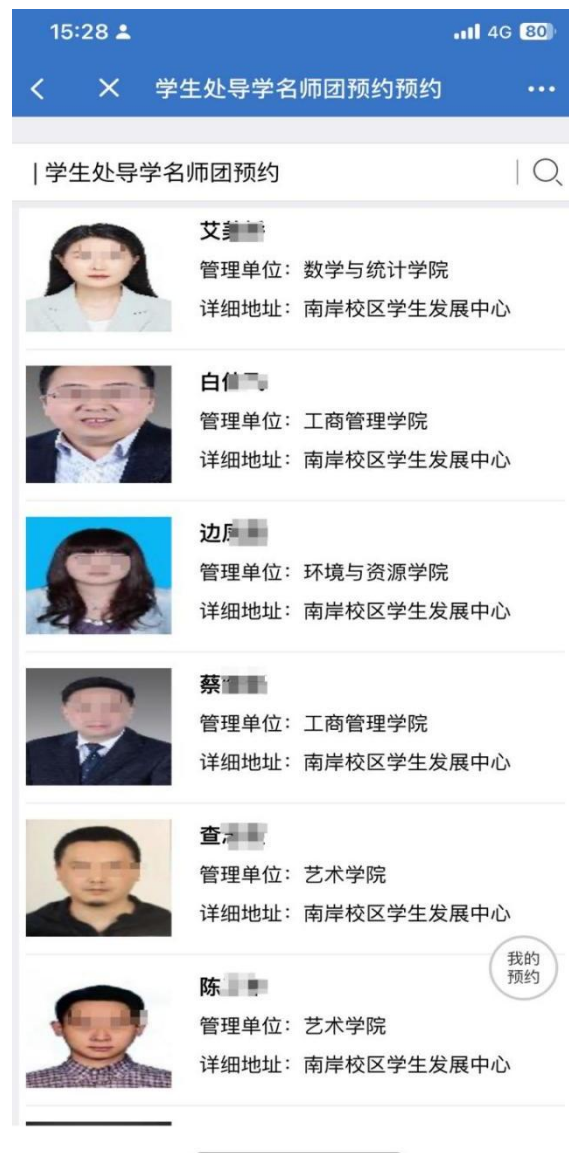 15:28
4G 80
学生处导学名师团预约预约
| 学生处导学名师团预约
艾
管理单位：数学与统计学院
详细地址：南岸校区学生发展中心
白
管理单位：工商管理学院
详细地址：南岸校区学生发展中心
边
管理单位：环境与资源学院
详细地址：南岸校区学生发展中心
蔡
管理单位：工商管理学院
详细地址：南岸校区学生发展中心
查
管理单位：艺术学院
详细地址：南岸校区学生发展中心
我的
预约
陈
管理单位：艺术学院
详细地址：南岸校区学生发展中心